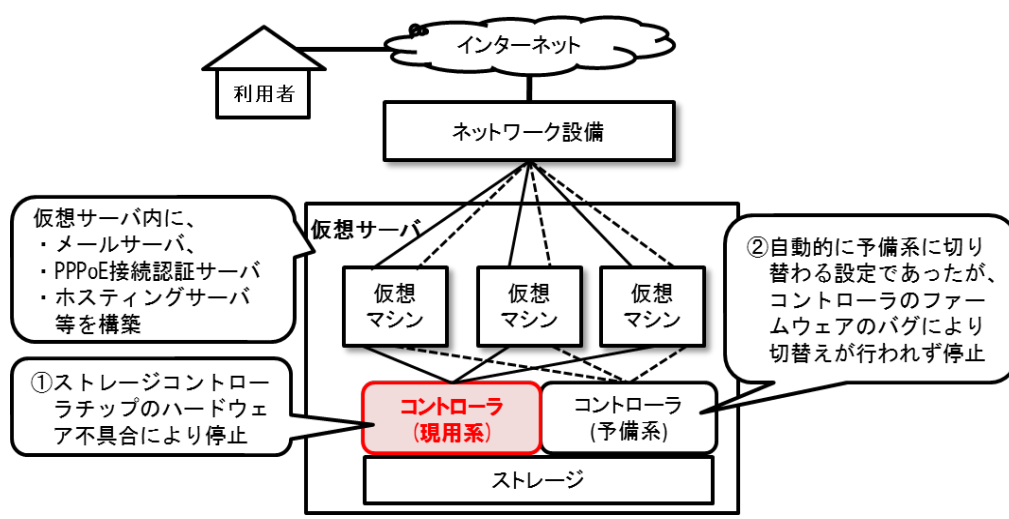 インターネット
利用者
ネットワーク設備
仮想サーバ内に、
・メールサーバ、
・PPPoE接続認証サーバ
・ホスティングサーバ
等を構築
仮想サーバ
仮想
マシン
仮想
マシン
仮想
マシン
②自動的に予備系に切り
替わる設定であったが、
コントローラのファー
ムウェアのバグにより
切替えが行われず停止
①ストレージコントロー
ラチップのハードウェ
ア不具合により停止
コントローラ
(現用系)
コントローラ
(予備系)
ストレージ